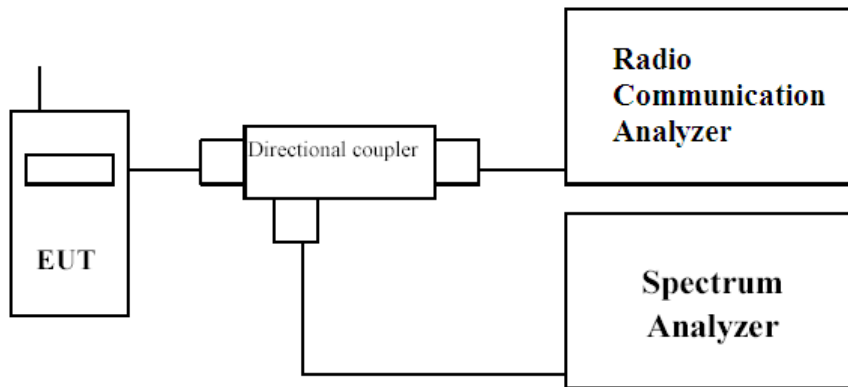 Radio
Communication
Analyzer
Directional coupler
EUT
Spectrum
Analyzer